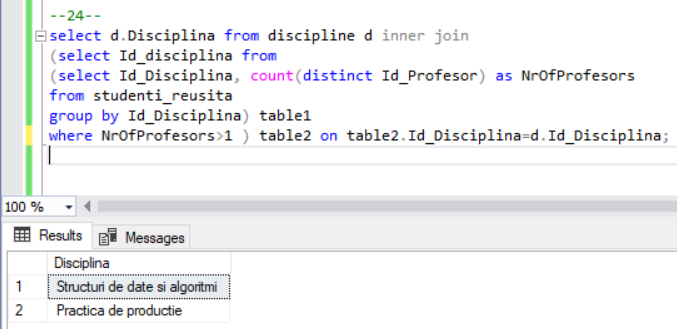 --24--
select d.Disciplina from discipline d inner join
(select Id_disciplina from
(select Id_Disciplina, count(distinct Id_Profesor) as NrOfProfesors
from studenti_reusita
group by Id_Disciplina) table1
where NrOfProfesors>1 ) table2 on table2.Id_Disciplina=d.Id_Disciplina;
100 %
Results Messages
Disciplina
1 Structuri de date si algoritmi
2 Practica de productie